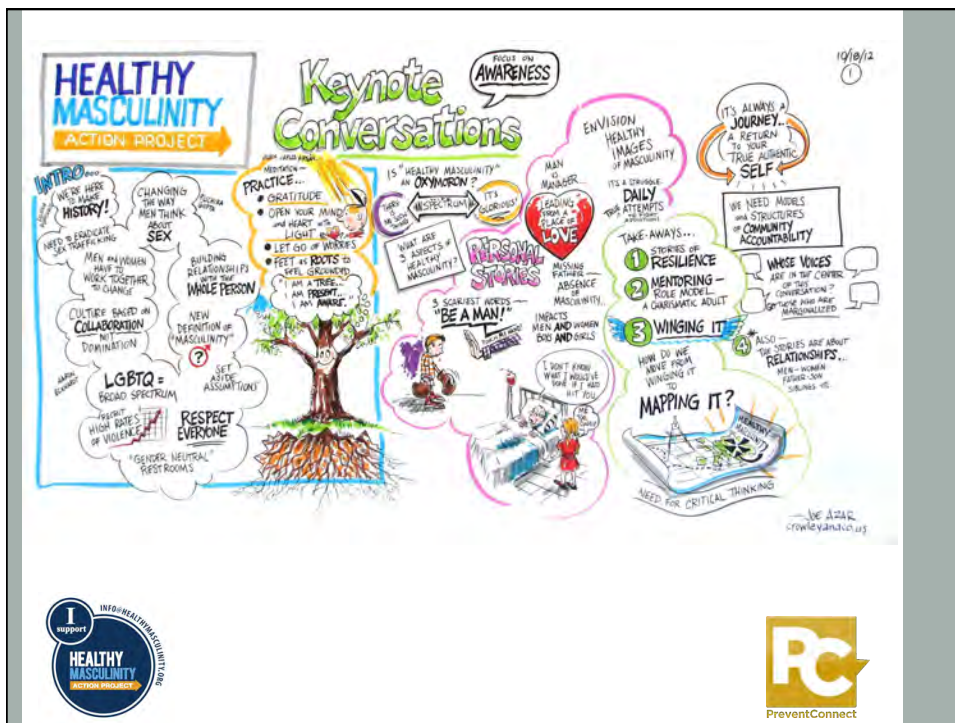 HEALTHY
MASCULINITY
ACTION PROJECT
Keynote
Conversations
FOCUS ON
AWARENESS
10/18/12
1
INTRO...
WE'RE HERE
TO MAKE
HISTORY!
NEED TO ERADICATE
SEX TRAFFICKING
MEN AND WOMEN
HAVE TO
WORK TOGETHER
TO CHANGE
CULTURE BASED ON
COLLABORATION
NOT
DOMINATION
LGBTQ =
BROAD SPECTRUM
HIGH RATES
OF VIOLENCE
"GENDER NEUTRAL"
RESTROOMS
CHANGING
THE WAY
MEN THINK
ABOUT
SEX
BUILDING
RELATIONSHIPS
WITH THE
WHOLE PERSON
NEW
DEFINITION OF
"MASCULINITY"
?
SET
ASIDE
ASSUMPTIONS
RESPECT
EVERYONE
MEDITATION—
PRACTICE...
• GRATITUDE
• OPEN YOUR MIND
AND HEART
LIGHT
• LET GO OF WORRIES
• FEET AS ROOTS TO
FEEL GROUNDED
"I AM A TREE...
I AM PRESENT...
I AM AWARE."
IS "HEALTHY MASCULINITY"
AN OXYMORON?
SPECTRUM
IT'S
GLORIOUS!
WHAT ARE
3 ASPECTS OF
HEALTHY
MASCULINITY?
PERSONAL
STORIES
3 SCARIEST WORDS—
"BE A MAN!"
MAN
AS
MANAGER
LEADING
FROM A
PLACE OF
LOVE
MISSING
FATHER—
ABSENCE
OF
MASCULINITY...
IMPACTS
MEN AND WOMEN
BOYS AND GIRLS
I DON'T KNOW
WHAT I WOULD'VE
DONE IF I HAD
HIT YOU.
ENVISION
HEALTHY
IMAGES
OF MASCULINITY
IT'S A STRUGGLE
TRUE DAILY
ATTEMPTS
TAKE-AWAYS...
1 STORIES OF
RESILIENCE
2 MENTORING—
ROLE MODEL
A CHARISMATIC ADULT
3 WINGING IT
HOW DO WE
MOVE FROM
WINGING IT
TO
MAPPING IT?
HEALTHY
NEED FOR CRITICAL THINKING
IT'S ALWAYS A
JOURNEY...
A RETURN
TO YOUR
TRUE AUTHENTIC
SELF
WE NEED MODELS
AND STRUCTURES
OF COMMUNITY
ACCOUNTABILITY
WHOSE VOICES
ARE IN THE CENTER
OF THIS
CONVERSATION?
THOSE WHO ARE
MARGINALIZED
4 ALSO—
THE STORIES ARE ABOUT
RELATIONSHIPS...
MEN–WOMEN
FATHER–SON
SIBLINGS ETC
—JOE AZAR
crowleyandco.us
I
support
INFO@HEALTHYMASCULINITY.ORG
HEALTHY
MASCULINITY
ACTION PROJECT
PC
PreventConnect